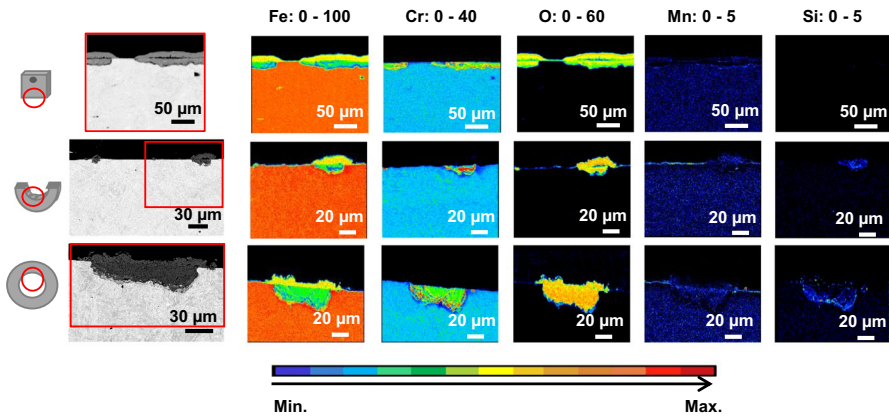 Fe: 0 - 100 Cr: 0 - 40 O: 0 - 60 Mn: 0 - 5 Si: 0 - 5
50 µm 50 µm 50 µm 50 µm 50 µm 50 µm
30 µm 20 µm 20 µm 20 µm 20 µm 20 µm
30 µm 20 µm 20 µm 20 µm 20 µm 20 µm
Min. Max.